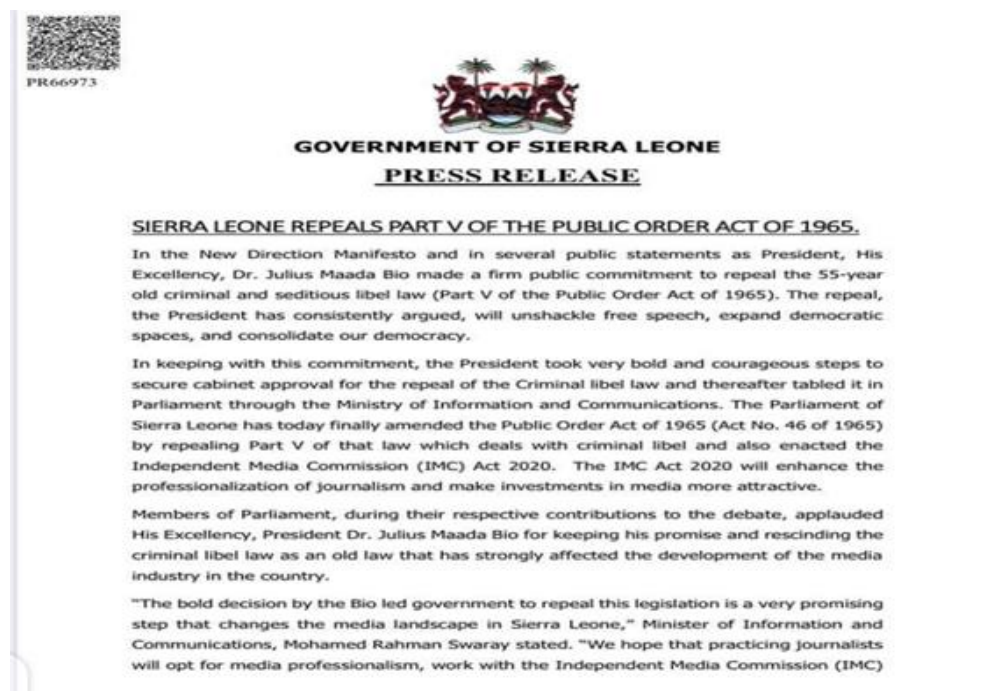 PR66973
GOVERNMENT OF SIERRA LEONE
PRESS RELEASE
SIERRA LEONE REPEALS PART V OF THE PUBLIC ORDER ACT OF 1965.
In the New Direction Manifesto and in several public statements as President, His
Excellency, Dr. Julius Maada Bio made a firm public commitment to repeal the 55-year
old criminal and seditious libel law (Part V of the Public Order Act of 1965). The repeal,
the President has consistently argued, will unshackle free speech, expand democratic
spaces, and consolidate our democracy.
In keeping with this commitment, the President took very bold and courageous steps to
secure cabinet approval for the repeal of the Criminal libel law and thereafter tabled it in
Parliament through the Ministry of Information and Communications. The Parliament of
Sierra Leone has today finally amended the Public Order Act of 1965 (Act No. 46 of 1965)
by repealing Part V of that law which deals with criminal libel and also enacted the
Independent Media Commission (IMC) Act 2020. The IMC Act 2020 will enhance the
professionalization of journalism and make investments in media more attractive.
Members of Parliament, during their respective contributions to the debate, applauded
His Excellency, President Dr. Julius Maada Bio for keeping his promise and rescinding the
criminal libel law as an old law that has strongly affected the development of the media
industry in the country.
"The bold decision by the Bio led government to repeal this legislation is a very promising
step that changes the media landscape in Sierra Leone," Minister of Information and
Communications, Mohamed Rahman Swaray stated. "We hope that practicing journalists
will opt for media professionalism, work with the Independent Media Commission (IMC)